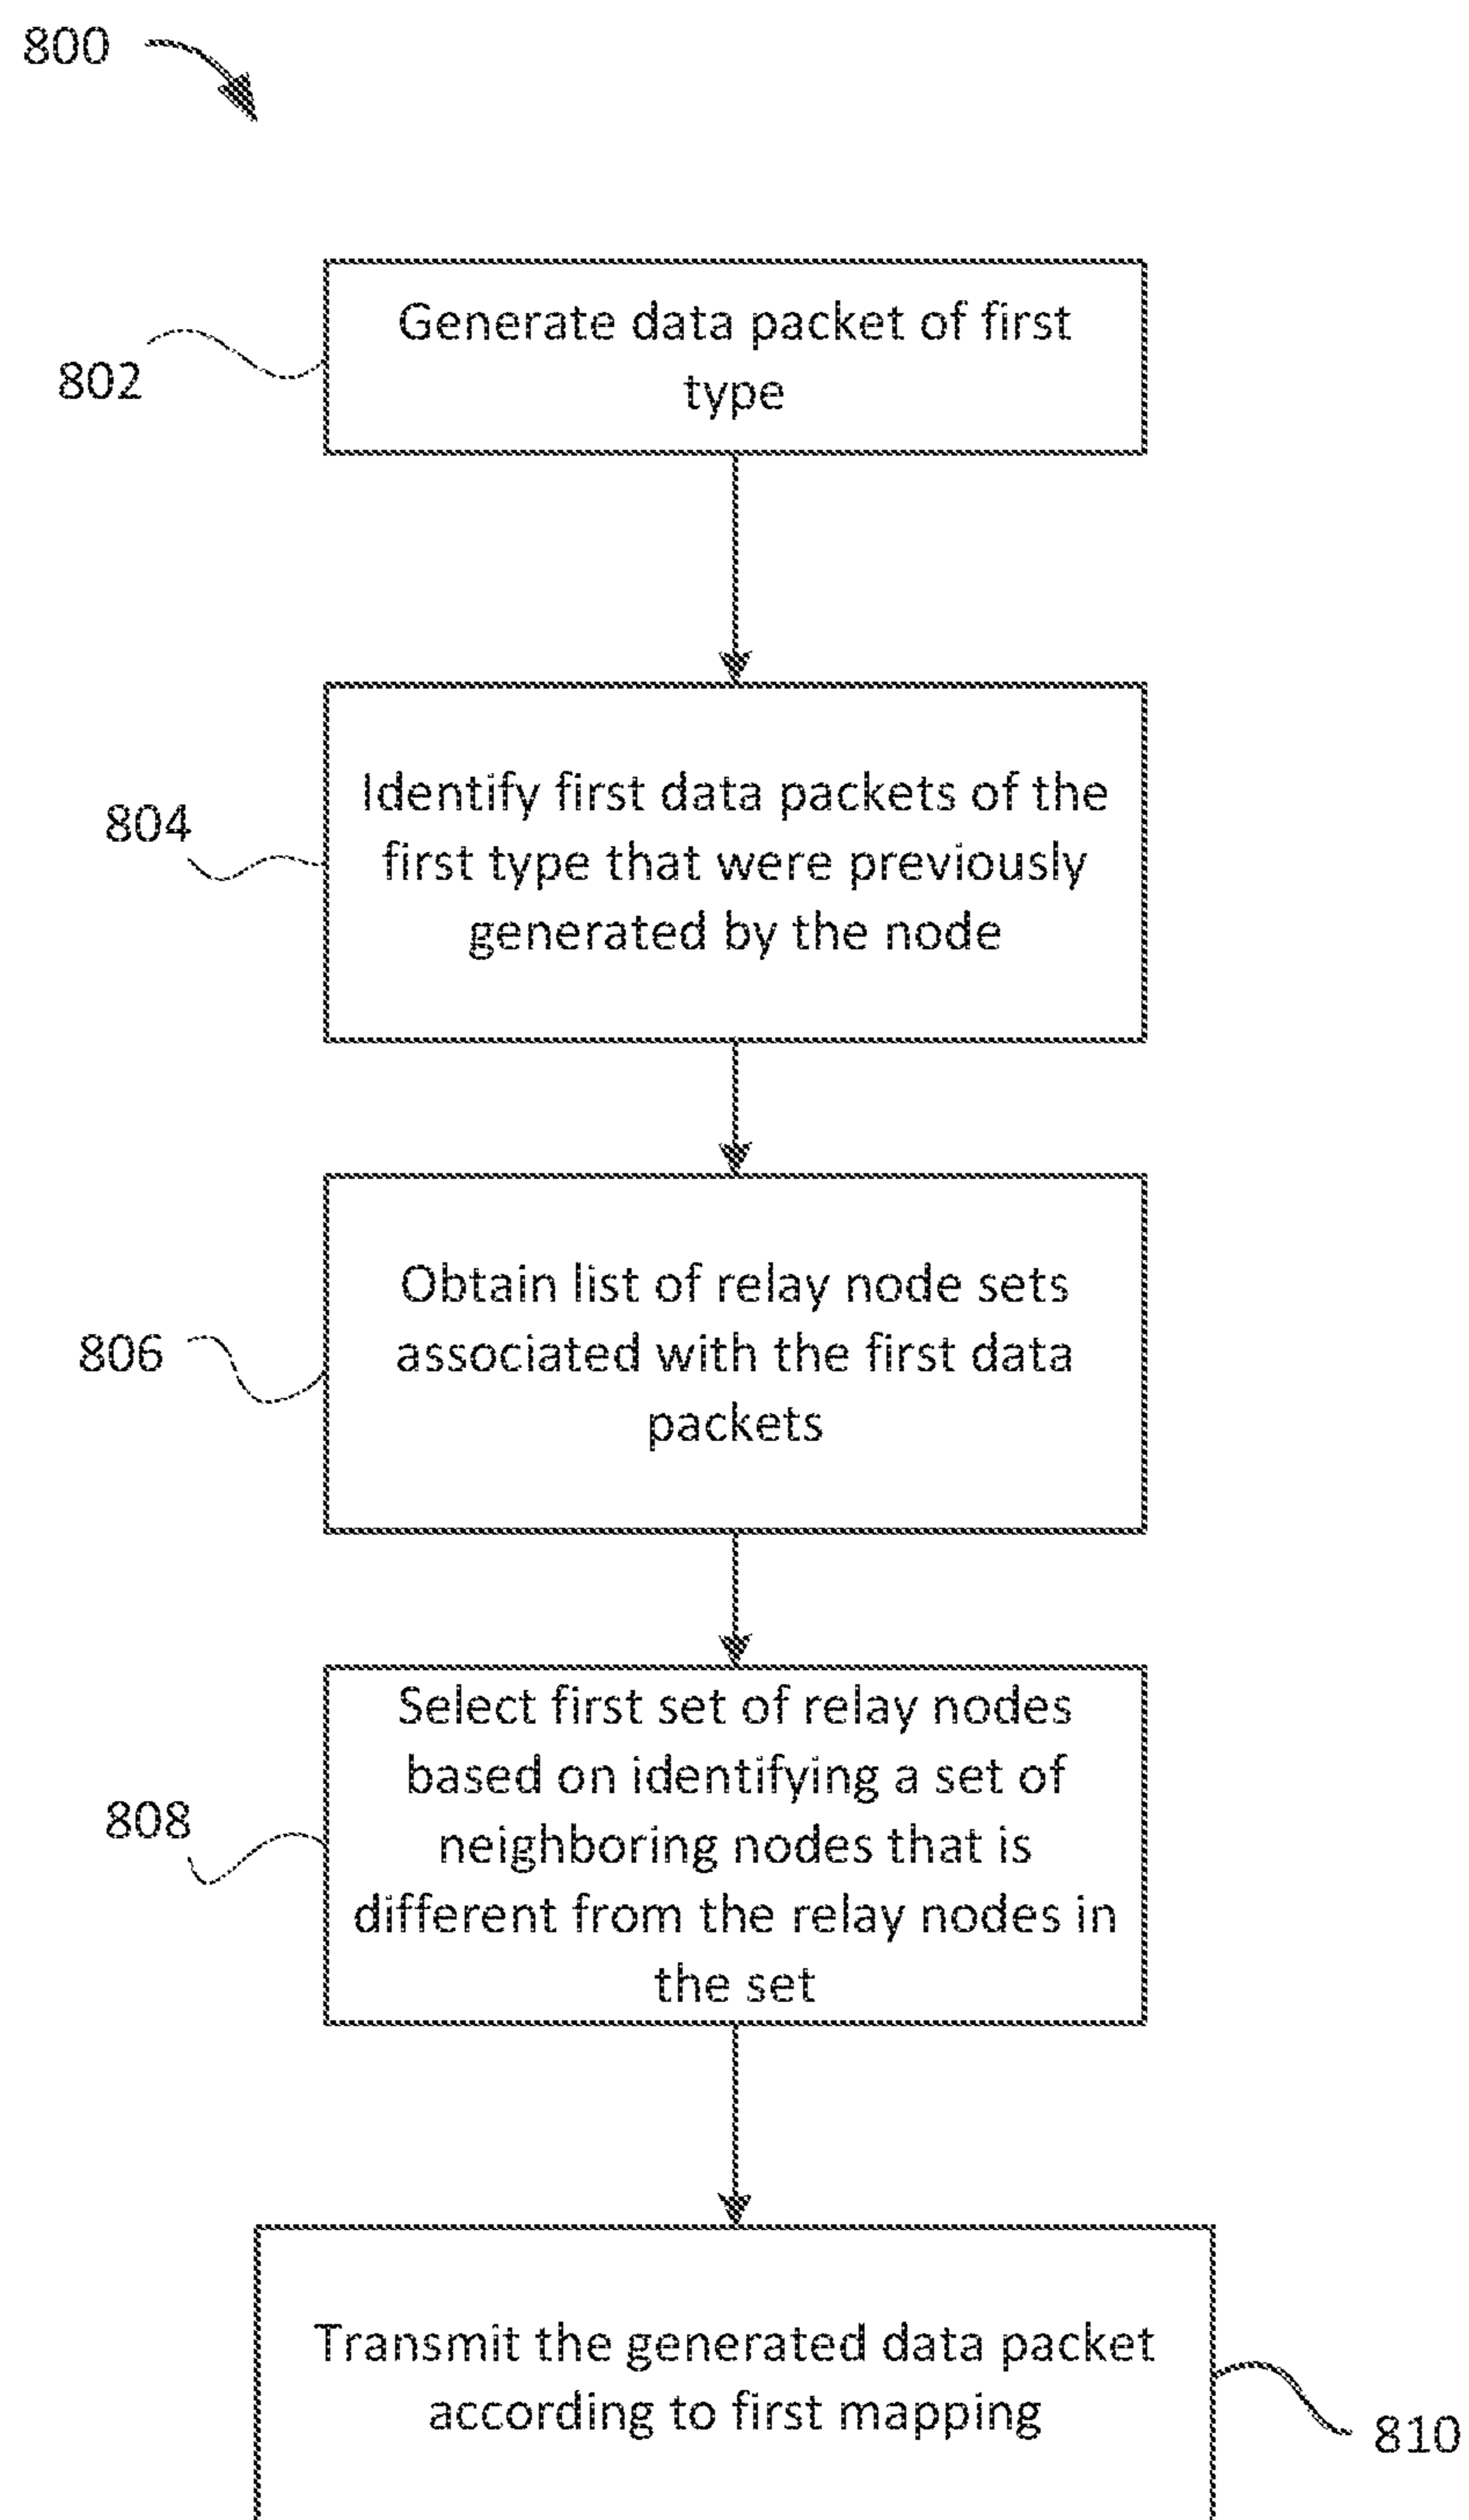 800
Generate data packet of first
type
802
Identify first data packets of the
first type that were previously
generated by the node
804
Obtain list of relay node sets
associated with the first data
packets
806
Select first set of relay nodes
based on identifying a set of
neighboring nodes that is
different from the relay nodes in
the set
808
Transmit the generated data packet
according to first mapping
810